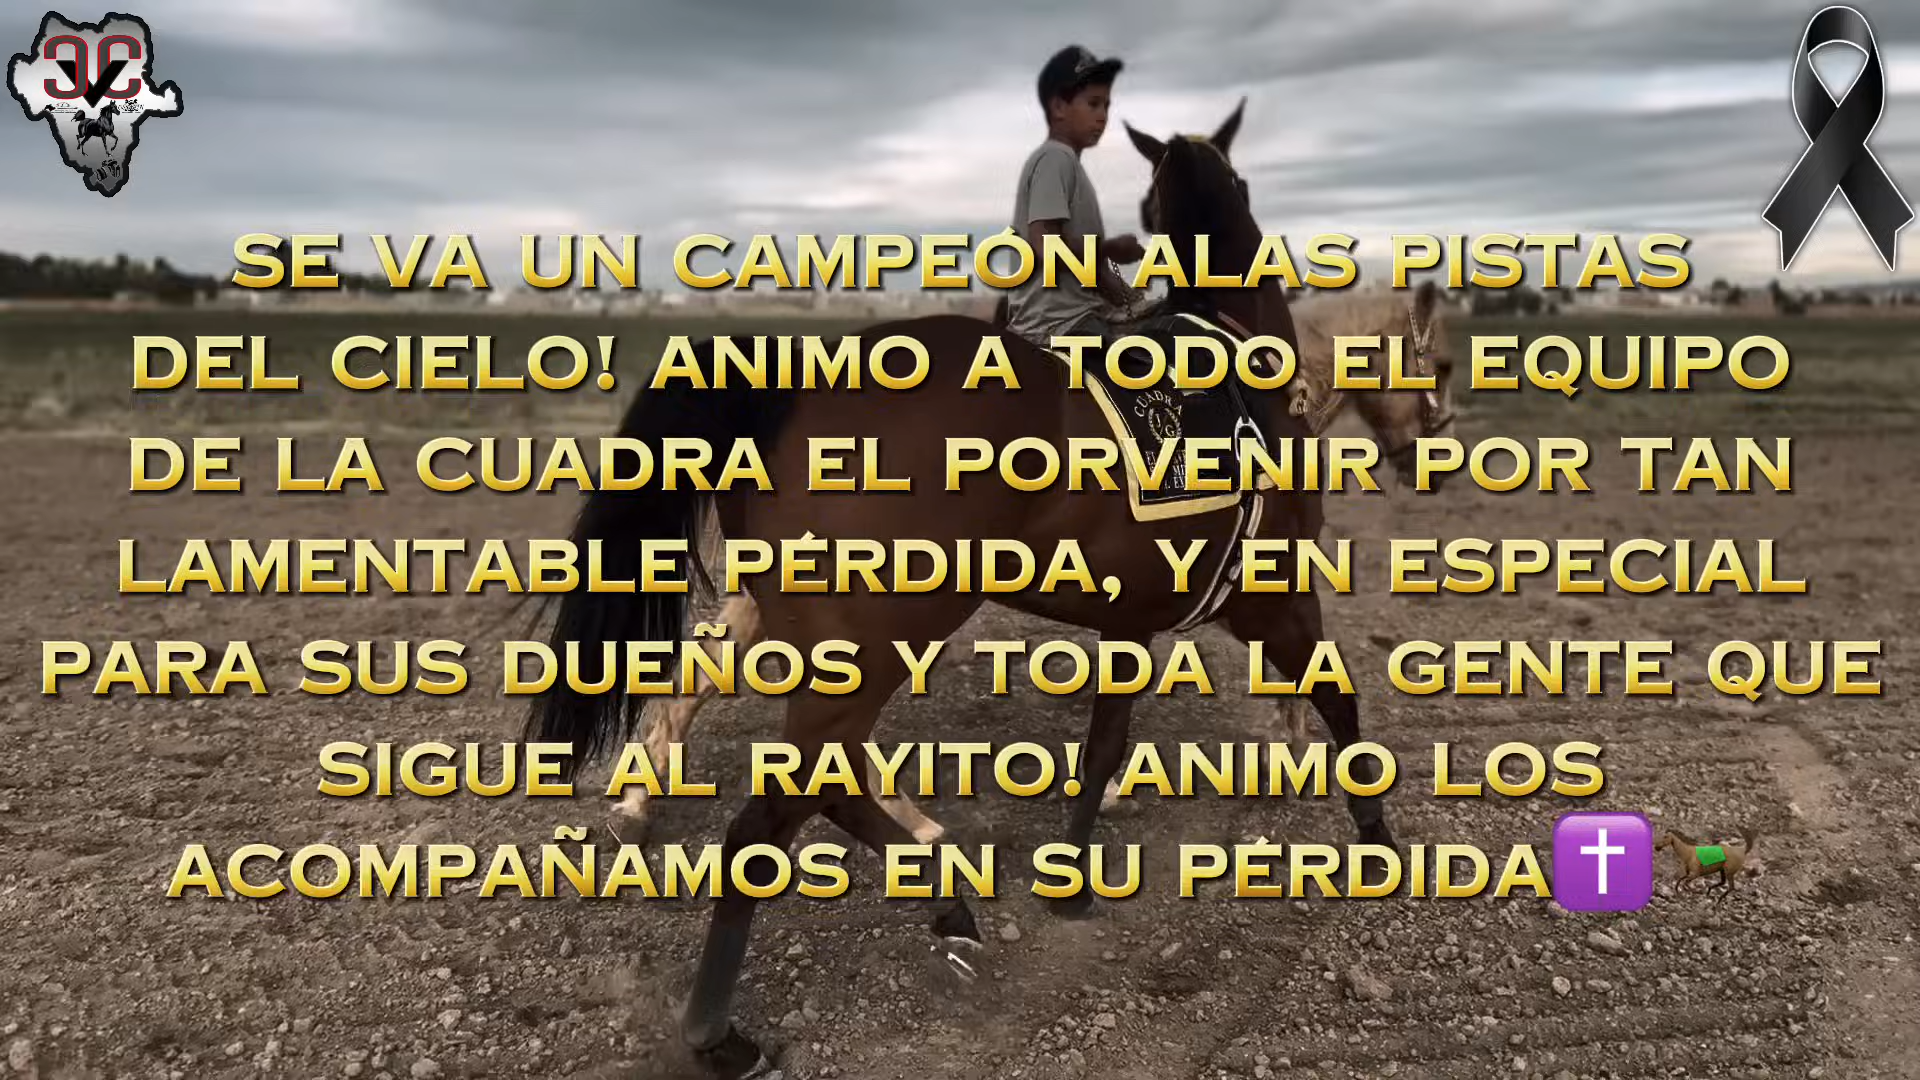 SE VA UN CAMPEÓN ALAS PISTAS
DEL CIELO! ANIMO A TODO EL EQUIPO
DE LA CUADRA EL PORVENIR POR TAN
LAMENTABLE PÉRDIDA, Y EN ESPECIAL
PARA SUS DUEÑOS Y TODA LA GENTE QUE
SIGUE AL RAYITO! ANIMO LOS
ACOMPAÑAMOS EN SU PÉRDIDA✝️🐎
CUADRA